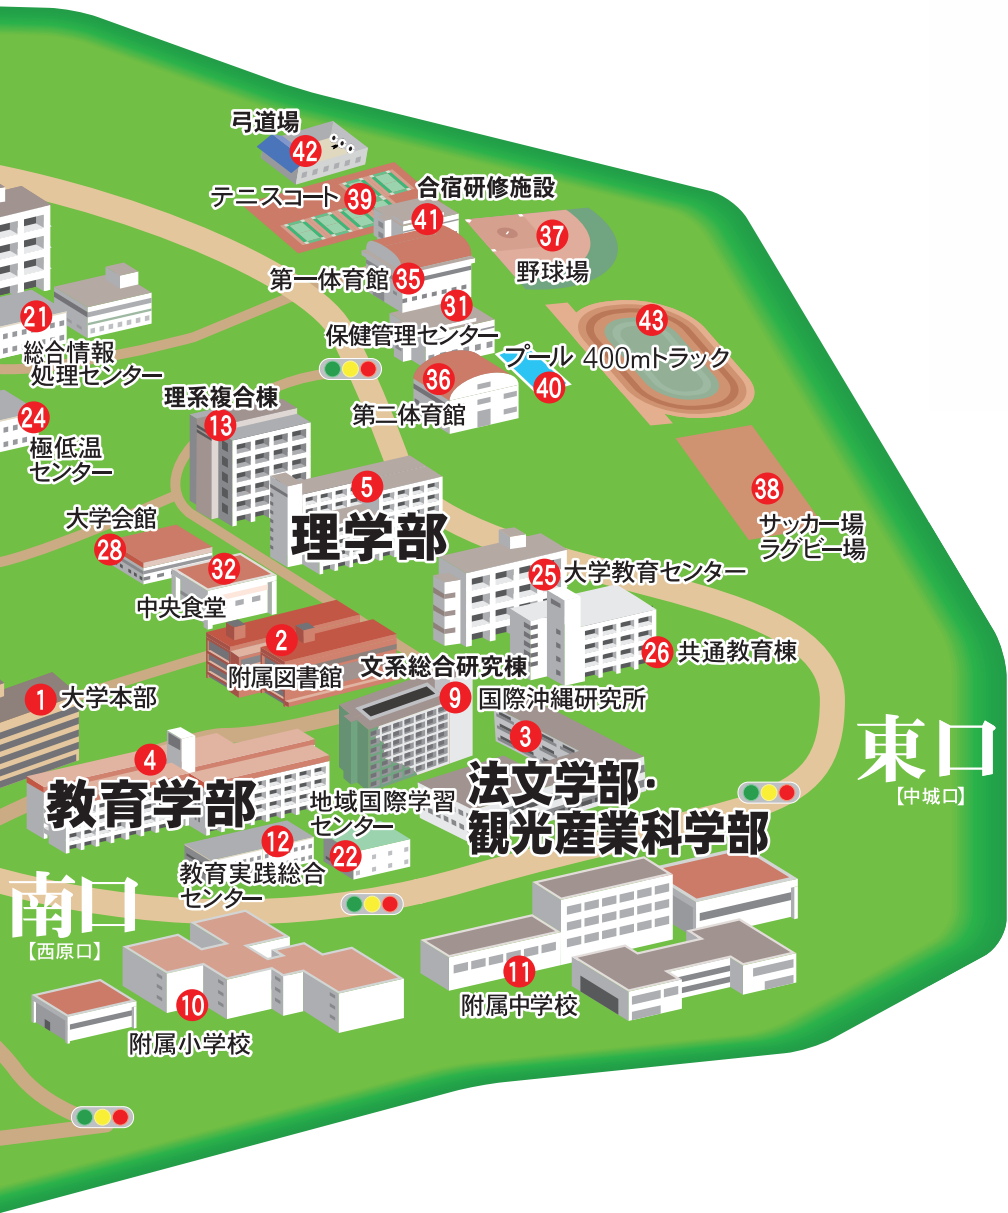 弓道場
42
テニスコート 39
合宿研修施設
41
37
野球場
第一体育館 35
31
保健管理センター
43
プール
400mトラック
40
36
第二体育館
21
総合情報
処理センター
24
極低温
センター
理系複合棟
13
38
サッカー場
ラグビー場
5
理学部
大学会館
28
32
中央食堂
25 大学教育センター
26 共通教育棟
2
附属図書館
文系総合研究棟
9 国際沖縄研究所
1 大学本部
3
法文学部・
観光産業科学部
東口
【中城口】
4
教育学部
地域国際学習
センター
22
12
教育実践総合
センター
南口
【西原口】
11
附属中学校
10
附属小学校